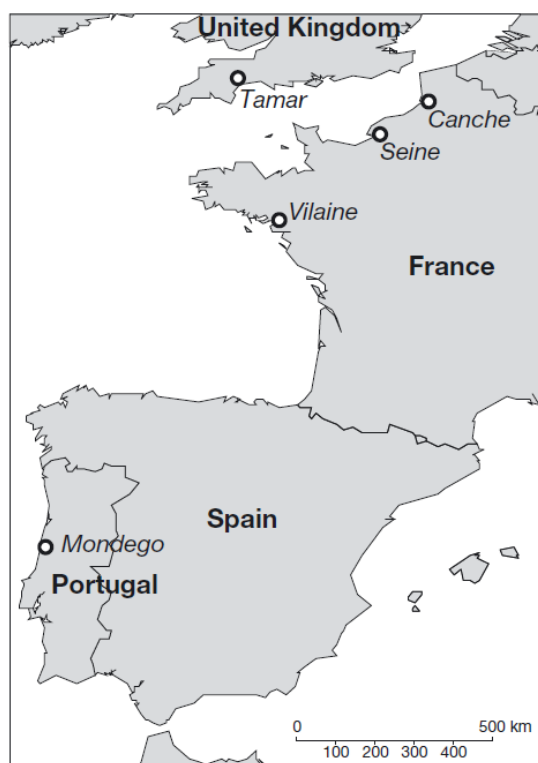 United Kingdom
Tamar
Canche
Seine
Vilaine
France
Spain
Mondego
Portugal
0 500 km
100 200 300 400